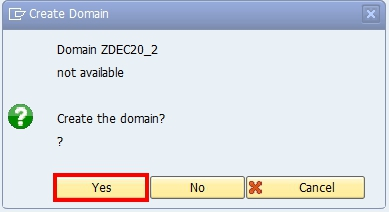 Create Domain
Domain ZDEC20_2
not available
Create the domain?
?
Yes No Cancel